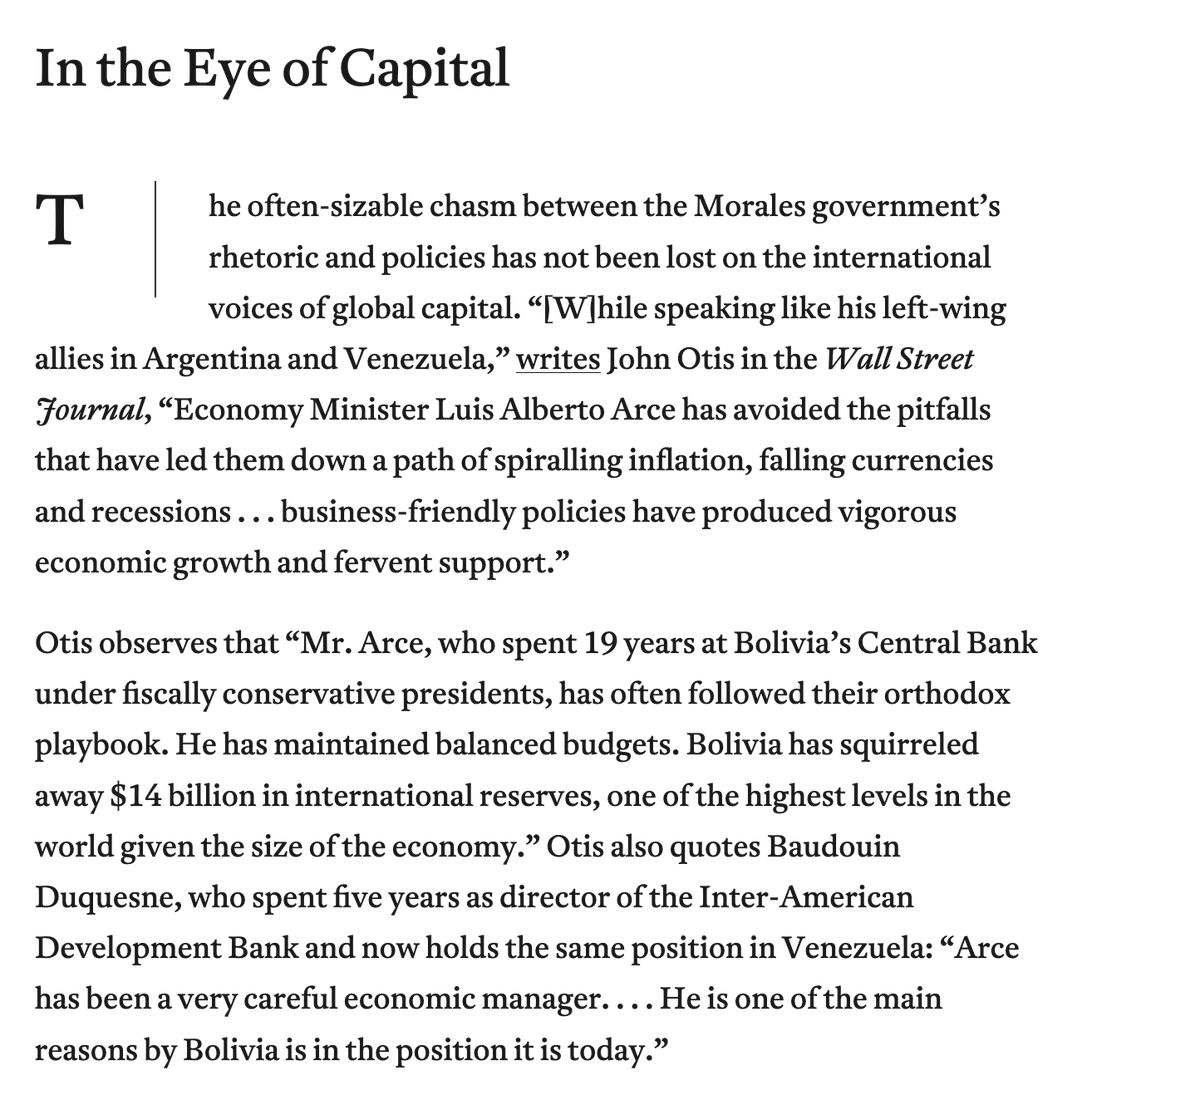 In the Eye of Capital
The often-sizable chasm between the Morales government’s
rhetoric and policies has not been lost on the international
voices of global capital. “[W]hile speaking like his left-wing
allies in Argentina and Venezuela,” writes John Otis in the Wall Street
Journal, “Economy Minister Luis Alberto Arce has avoided the pitfalls
that have led them down a path of spiralling inflation, falling currencies
and recessions . . . business-friendly policies have produced vigorous
economic growth and fervent support.”
Otis observes that “Mr. Arce, who spent 19 years at Bolivia’s Central Bank
under fiscally conservative presidents, has often followed their orthodox
playbook. He has maintained balanced budgets. Bolivia has squirreled
away $14 billion in international reserves, one of the highest levels in the
world given the size of the economy.” Otis also quotes Baudouin
Duquesne, who spent five years as director of the Inter-American
Development Bank and now holds the same position in Venezuela: “Arce
has been a very careful economic manager. . . . He is one of the main
reasons by Bolivia is in the position it is today.”